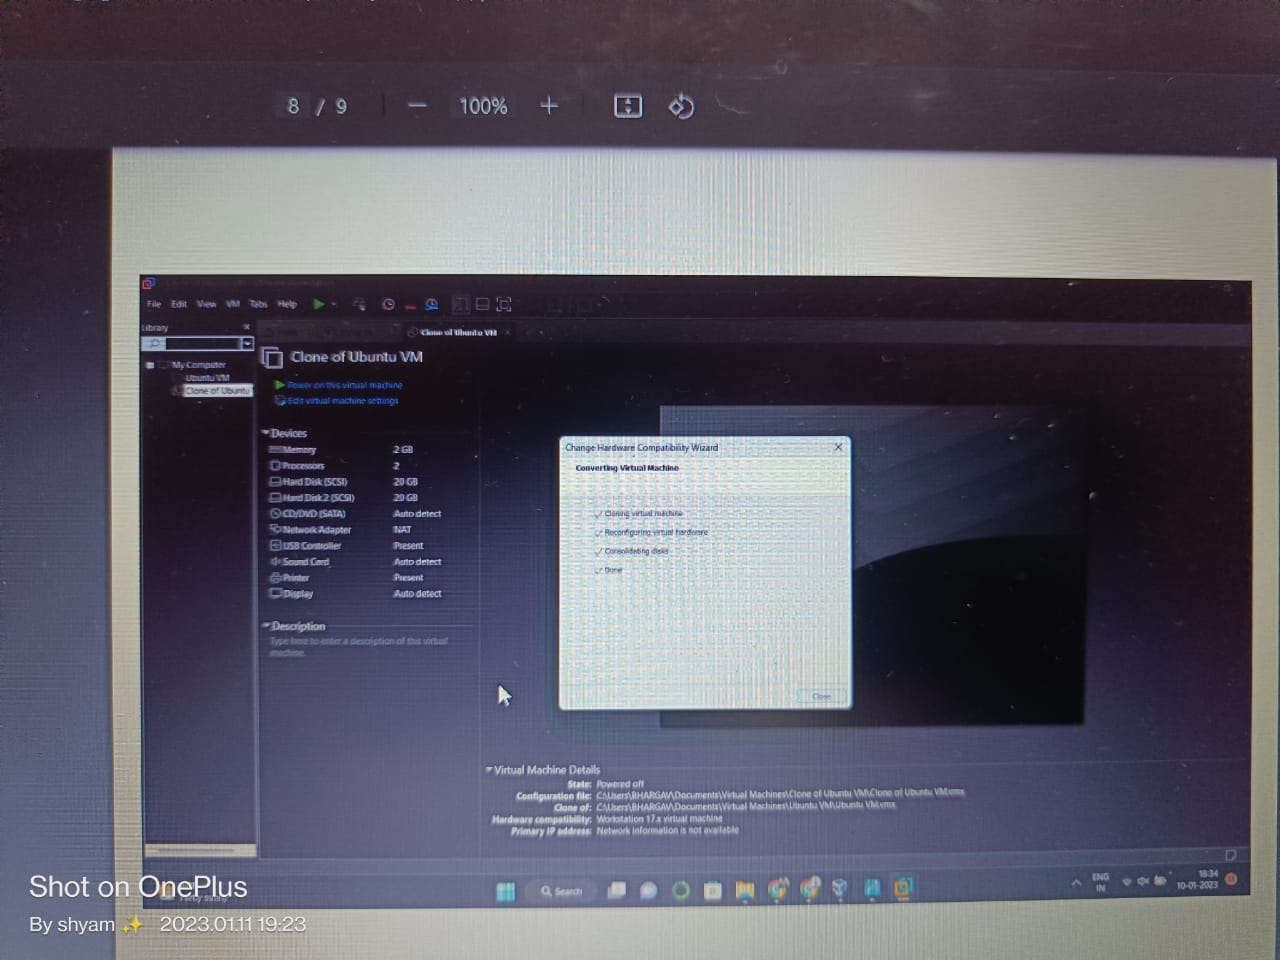 8 / 9
100%
File Edit View VM Tabs Help
Library
Clone of Ubuntu VM
My Computer
Ubuntu VM
Clone of Ubuntu
Clone of Ubuntu VM
Power on this virtual machine
Edit virtual machine settings
Devices
Memory 2 GB
Processors 2
Hard Disk (SCSI) 20 GB
Hard Disk 2 (SCSI) 20 GB
CD/DVD (SATA) Auto detect
Network Adapter NAT
USB Controller Present
Sound Card Auto detect
Printer Present
Display Auto detect
Description
Type here to enter a description of this virtual
machine.
Change Hardware Compatibility Wizard
Converting Virtual Machine
Cloning virtual machine
Reconfiguring virtual hardware
Consolidating disks
Done
Close
Virtual Machine Details
State: Powered off
Configuration file: C:\Users\BHARGAV\Documents\Virtual Machines\Clone of Ubuntu VM\Clone of Ubuntu VM.vmx
Clone of: C:\Users\BHARGAV\Documents\Virtual Machines\Ubuntu VM\Ubuntu VM.vmx
Hardware compatibility: Workstation 17.x virtual machine
Primary IP address: Network information is not available
Search
ENG
IN
18:34
10-01-2023
Shot on OnePlus
By shyam ✨ 2023.01.11 19:23